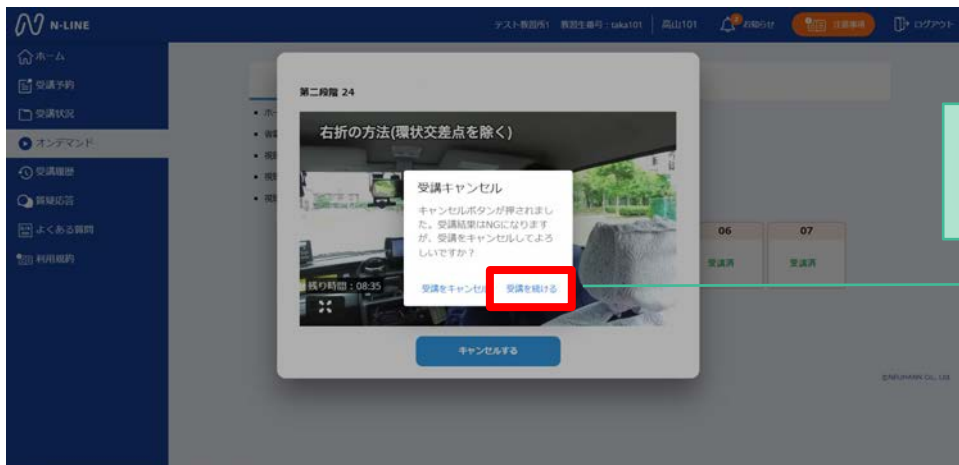 N-LINE
テスト教習所1 教習生番号：taka101 高山101 お知らせ 注意事項 ログアウト
ホーム
受講予約
受講状況
オンデマンド
受講履歴
質疑応答
よくある質問
利用規約
第二段階 24
右折の方法(環状交差点を除く)
受講キャンセル
キャンセルボタンが押されまし
た。受講結果はNGになります
が、受講をキャンセルしてよろ
しいですか？
受講をキャンセル 受講を続ける
残り時間：08:35
キャンセルする
06 07
受講済 受講済